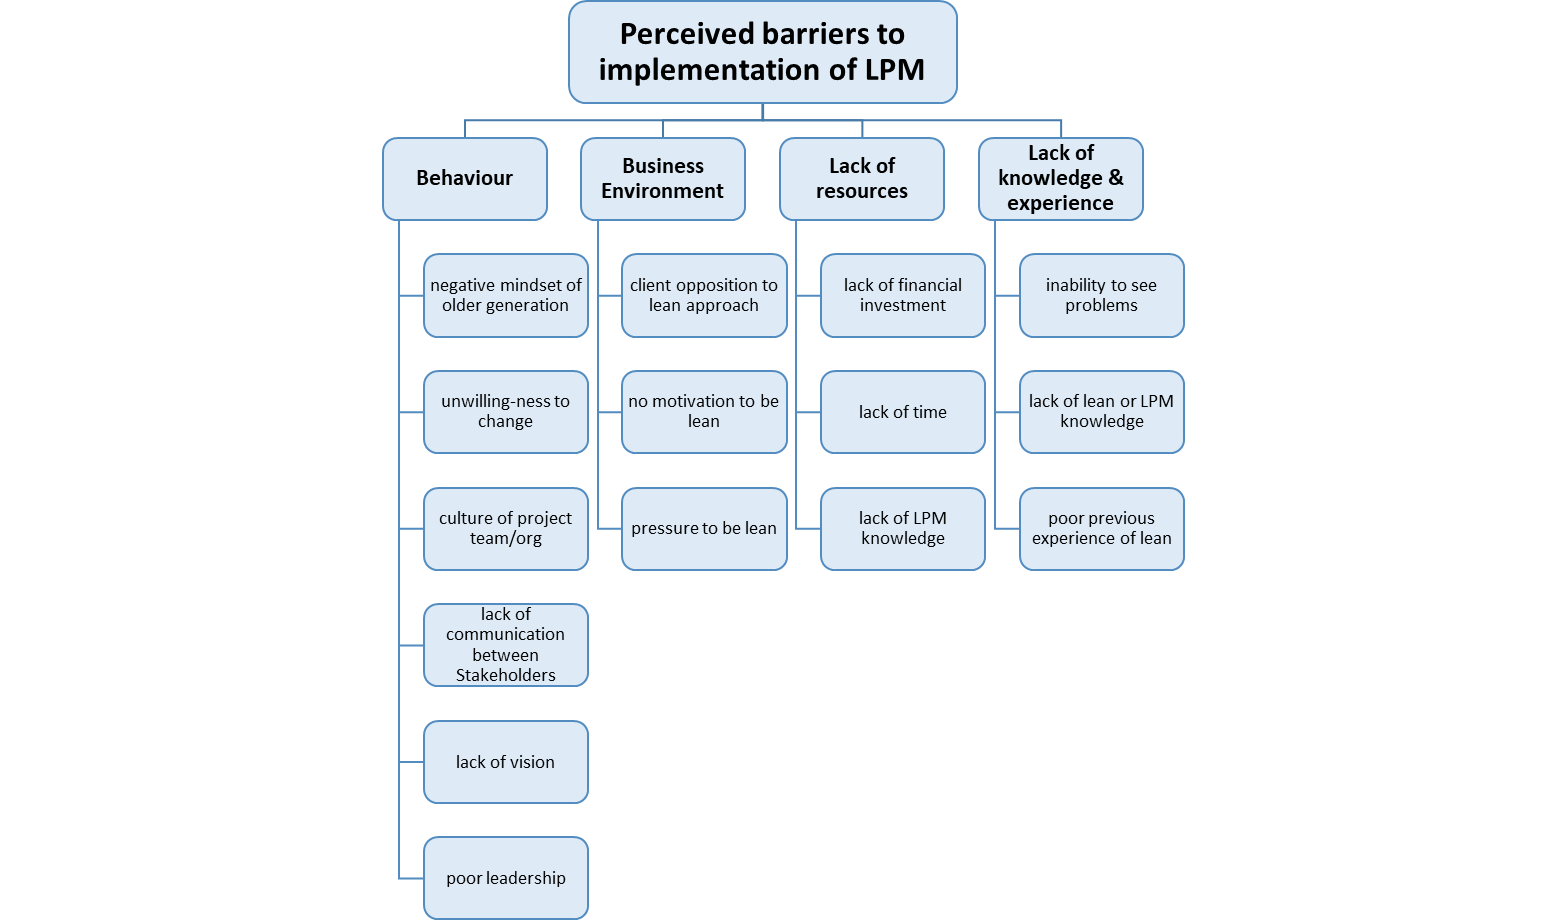 Perceived barriers to
implementation of LPM
Behaviour
negative mindset of
older generation
unwilling-ness to
change
culture of project
team/org
lack of
communication
between
Stakeholders
lack of vision
poor leadership
Business
Environment
client opposition to
lean approach
no motivation to be
lean
pressure to be lean
Lack of
resources
lack of financial
investment
lack of time
lack of LPM
knowledge
Lack of
knowledge &
experience
inability to see
problems
lack of lean or LPM
knowledge
poor previous
experience of lean